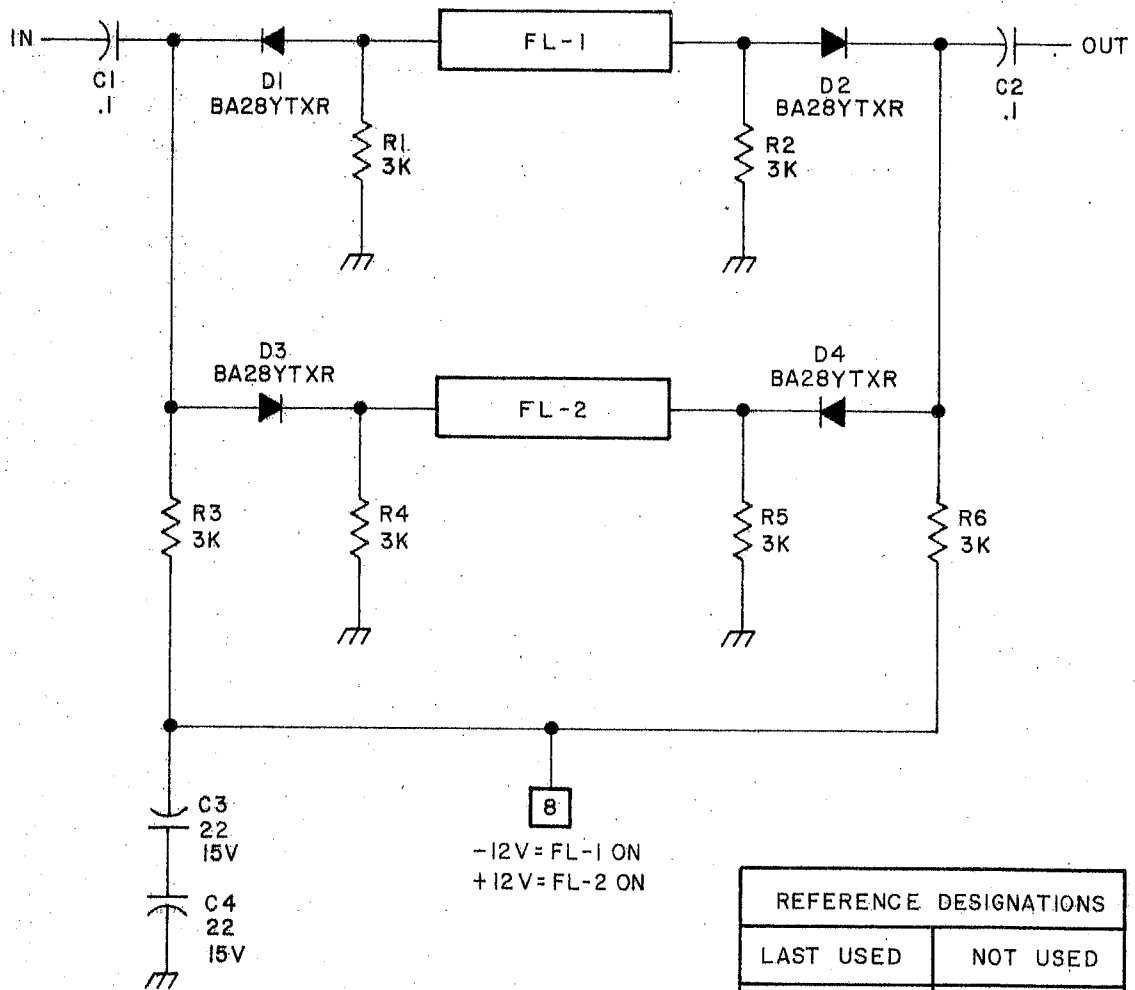 IN
C1
.1
D1
BA28YTXR
FL-1
D2
BA28YTXR
C2
.1
OUT
R1
3K
R2
3K
D3
BA28YTXR
FL-2
D4
BA28YTXR
R3
3K
R4
3K
R5
3K
R6
3K
C3
22
15V
C4
22
15V
8
-12V=FL-1 ON
+12V=FL-2 ON
REFERENCE DESIGNATIONS
LAST USED
NOT USED